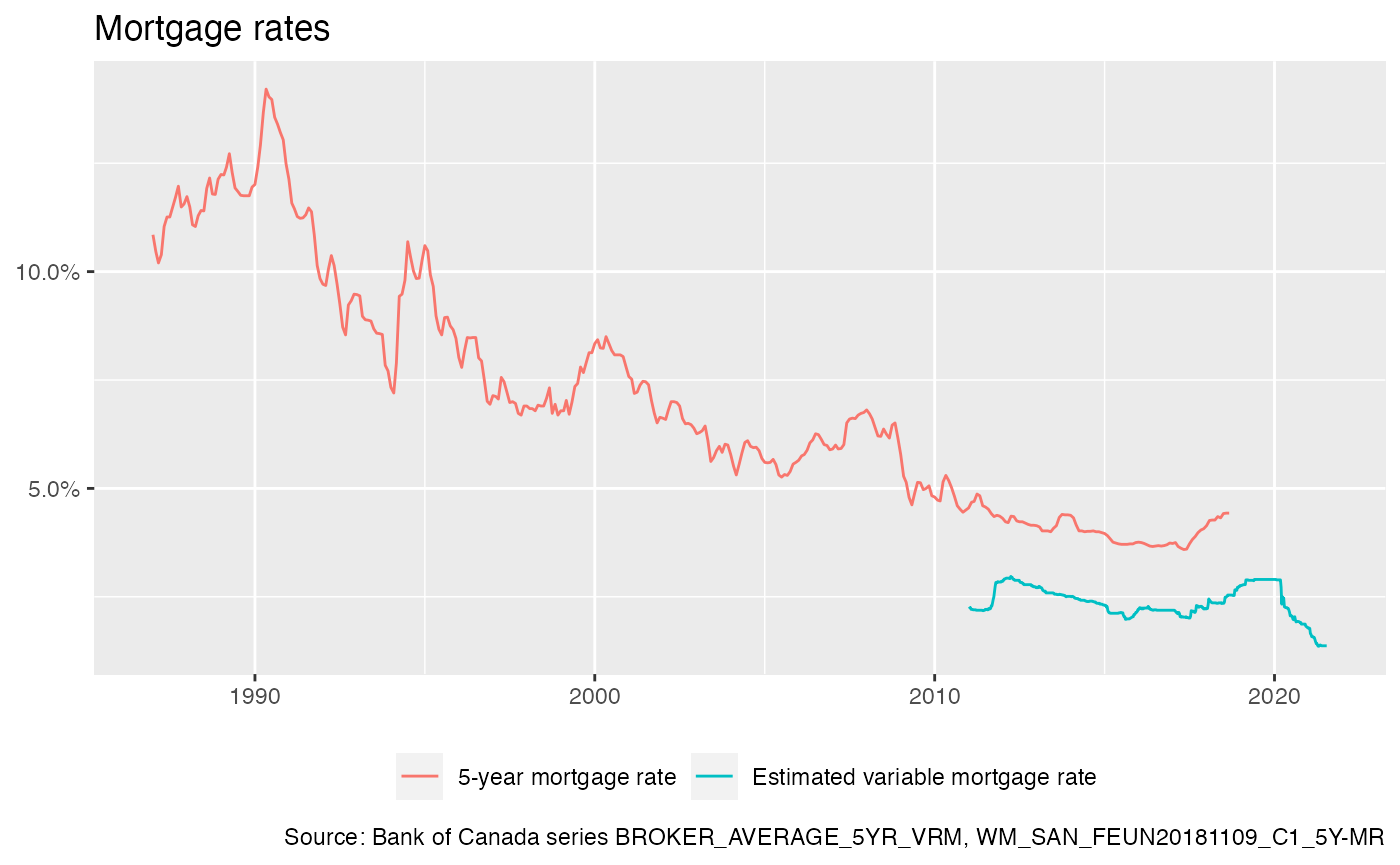 Mortgage rates
10.0%
5.0%
1990 2000 2010 2020
5-year mortgage rate Estimated variable mortgage rate
Source: Bank of Canada series BROKER_AVERAGE_5YR_VRM, WM_SAN_FEUN20181109_C1_5Y-MR